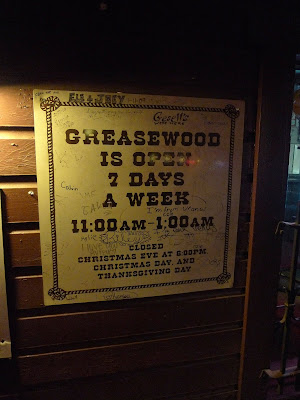 GREASEWOOD
IS OPEN
7 DAYS
A WEEK
11:00AM-1:00AM
CLOSED
CHRISTMAS EVE AT 6:00PM
CHRISTMAS DAY, AND
THANKSGIVING DAY